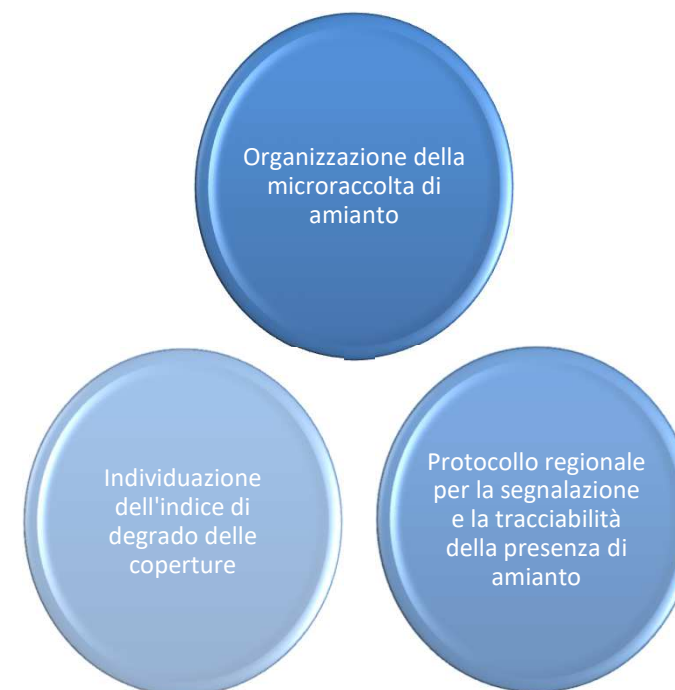 Organizzazione della
microraccolta di
amianto
Individuazione
dell'indice di
degrado delle
coperture
Protocollo regionale
per la segnalazione
e la tracciabilità
della presenza di
amianto